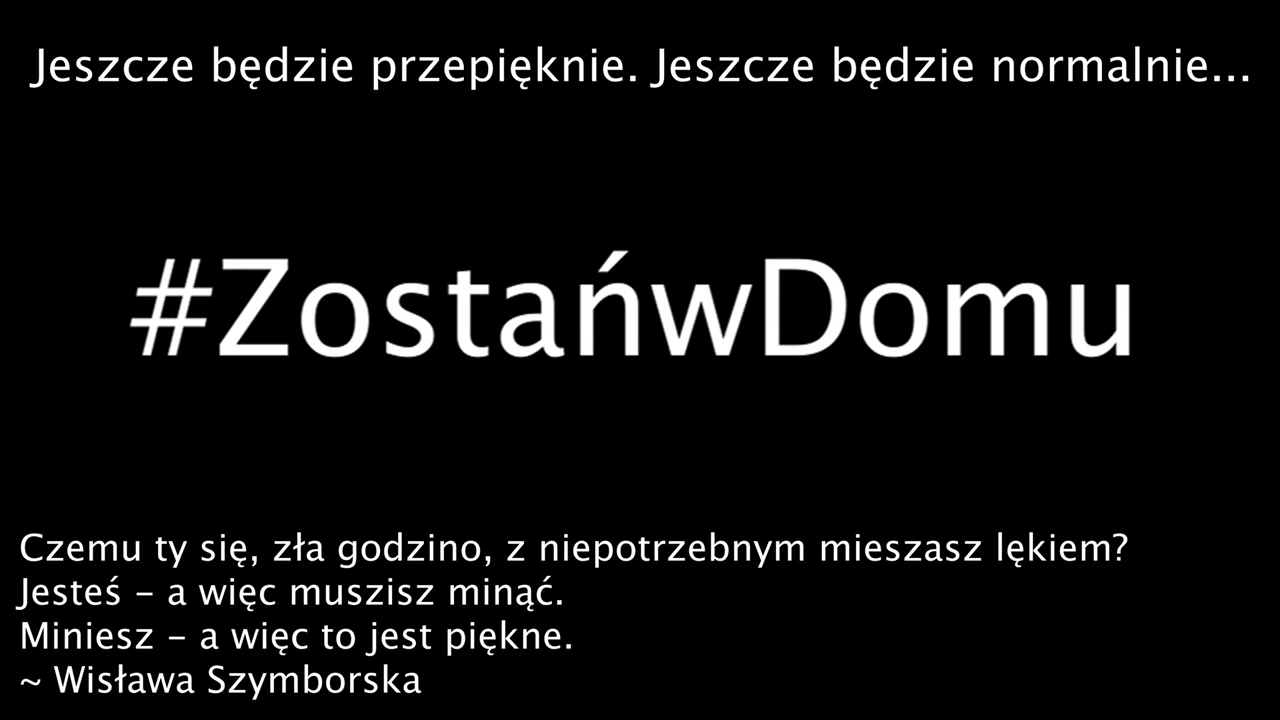 Jeszcze będzie przepięknie. Jeszcze będzie normalnie...
#ZostańwDomu
Czemu ty się, zła godzino, z niepotrzebnym mieszasz lękiem?
Jesteś – a więc muszisz minąć.
Miniesz – a więc to jest piękne.
~ Wisława Szymborska